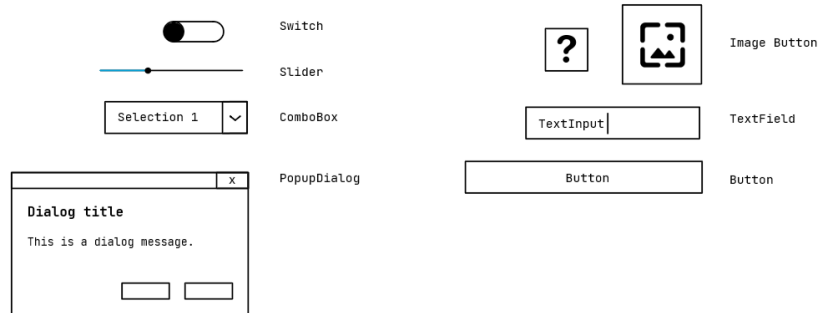 Switch
Slider
Selection 1
ComboBox
x
PopupDialog
Dialog title
This is a dialog message.
?
Image Button
TextInput
TextField
Button
Button